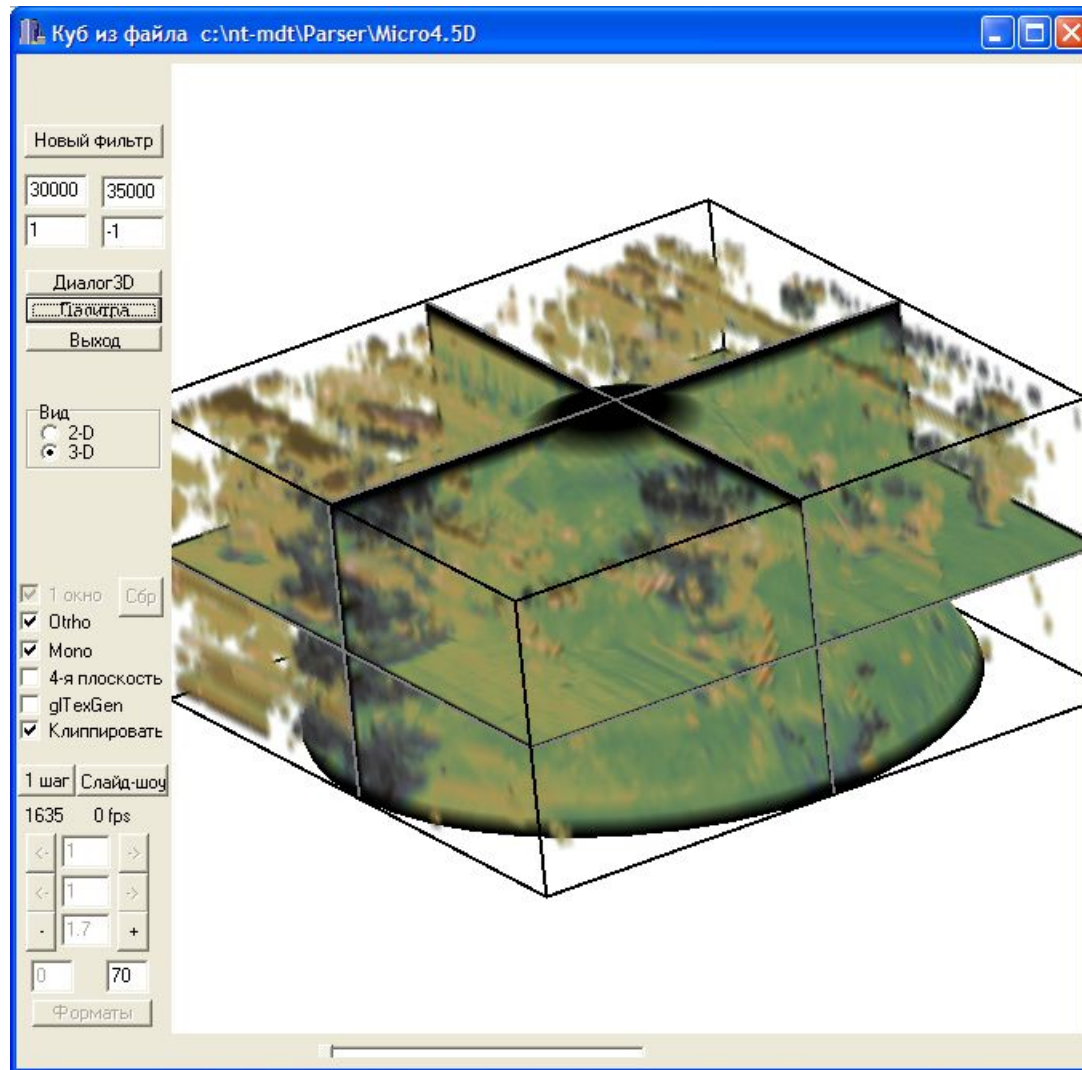 Куб из файла c:\nt-mdt\Parser\Micro4.5D
Новый фильтр
30000 35000
1 -1
Диалог3D
Палитра
Выход
Вид
2-D
3-D
1 окно Сбр
Otrho
Mono
4-я плоскость
glTexGen
Клиппировать
1 шаг Слайд-шоу
1635 0 fps
<- 1 ->
<- 1 ->
- 1.7 +
0 70
Форматы